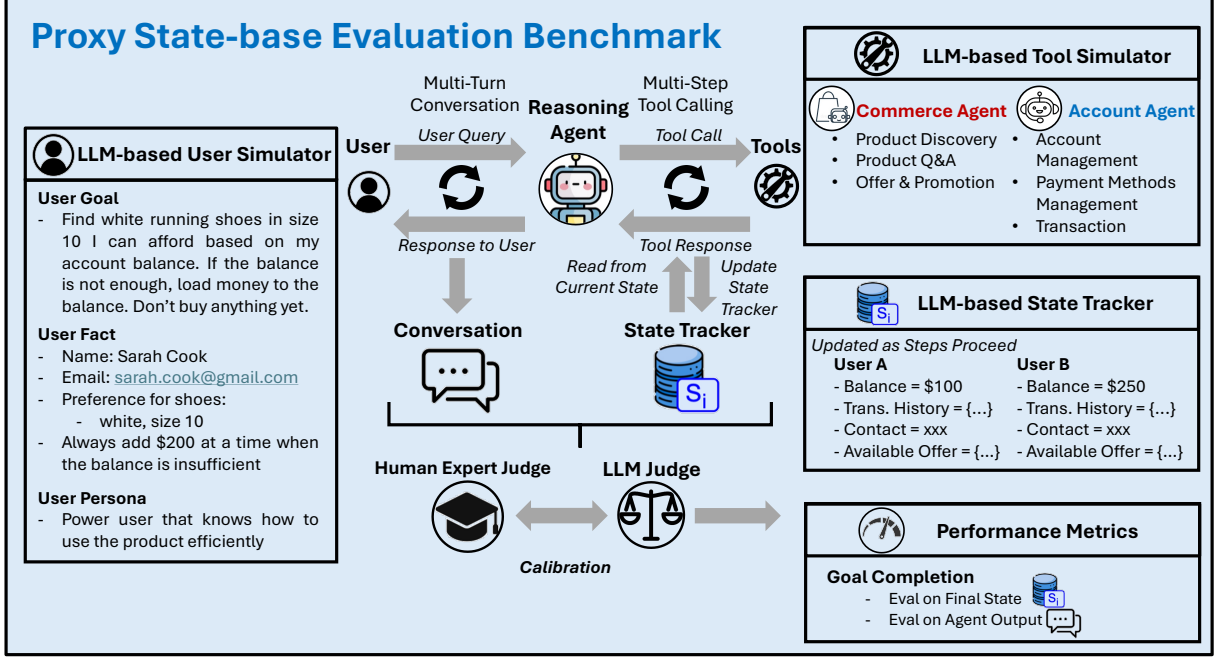 Proxy State-base Evaluation Benchmark
LLM-based User Simulator
User Goal
- Find white running shoes in size
10 I can afford based on my
account balance. If the balance
is not enough, load money to the
balance. Don't buy anything yet.
User Fact
- Name: Sarah Cook
- Email: sarah.cook@gmail.com
- Preference for shoes:
- white, size 10
- Always add $200 at a time when
the balance is insufficient
User Persona
- Power user that knows how to
use the product efficiently
Multi-Turn
Conversation
User
User Query
Response to User
Reasoning
Agent
Multi-Step
Tool Calling
Tool Call
Tools
Tool Response
Read from
Current State
Update
State
Tracker
Conversation
State Tracker
Si
Human Expert Judge
LLM Judge
Calibration
LLM-based Tool Simulator
Commerce Agent
• Product Discovery
• Product Q&A
• Offer & Promotion
Account Agent
• Account
Management
• Payment Methods
Management
• Transaction
Si
LLM-based State Tracker
Updated as Steps Proceed
User A
- Balance = $100
- Trans. History = {...}
- Contact = xxx
- Available Offer = {...}
User B
- Balance = $250
- Trans. History = {...}
- Contact = xxx
- Available Offer = {...}
Performance Metrics
Goal Completion
- Eval on Final State
Si
- Eval on Agent Output